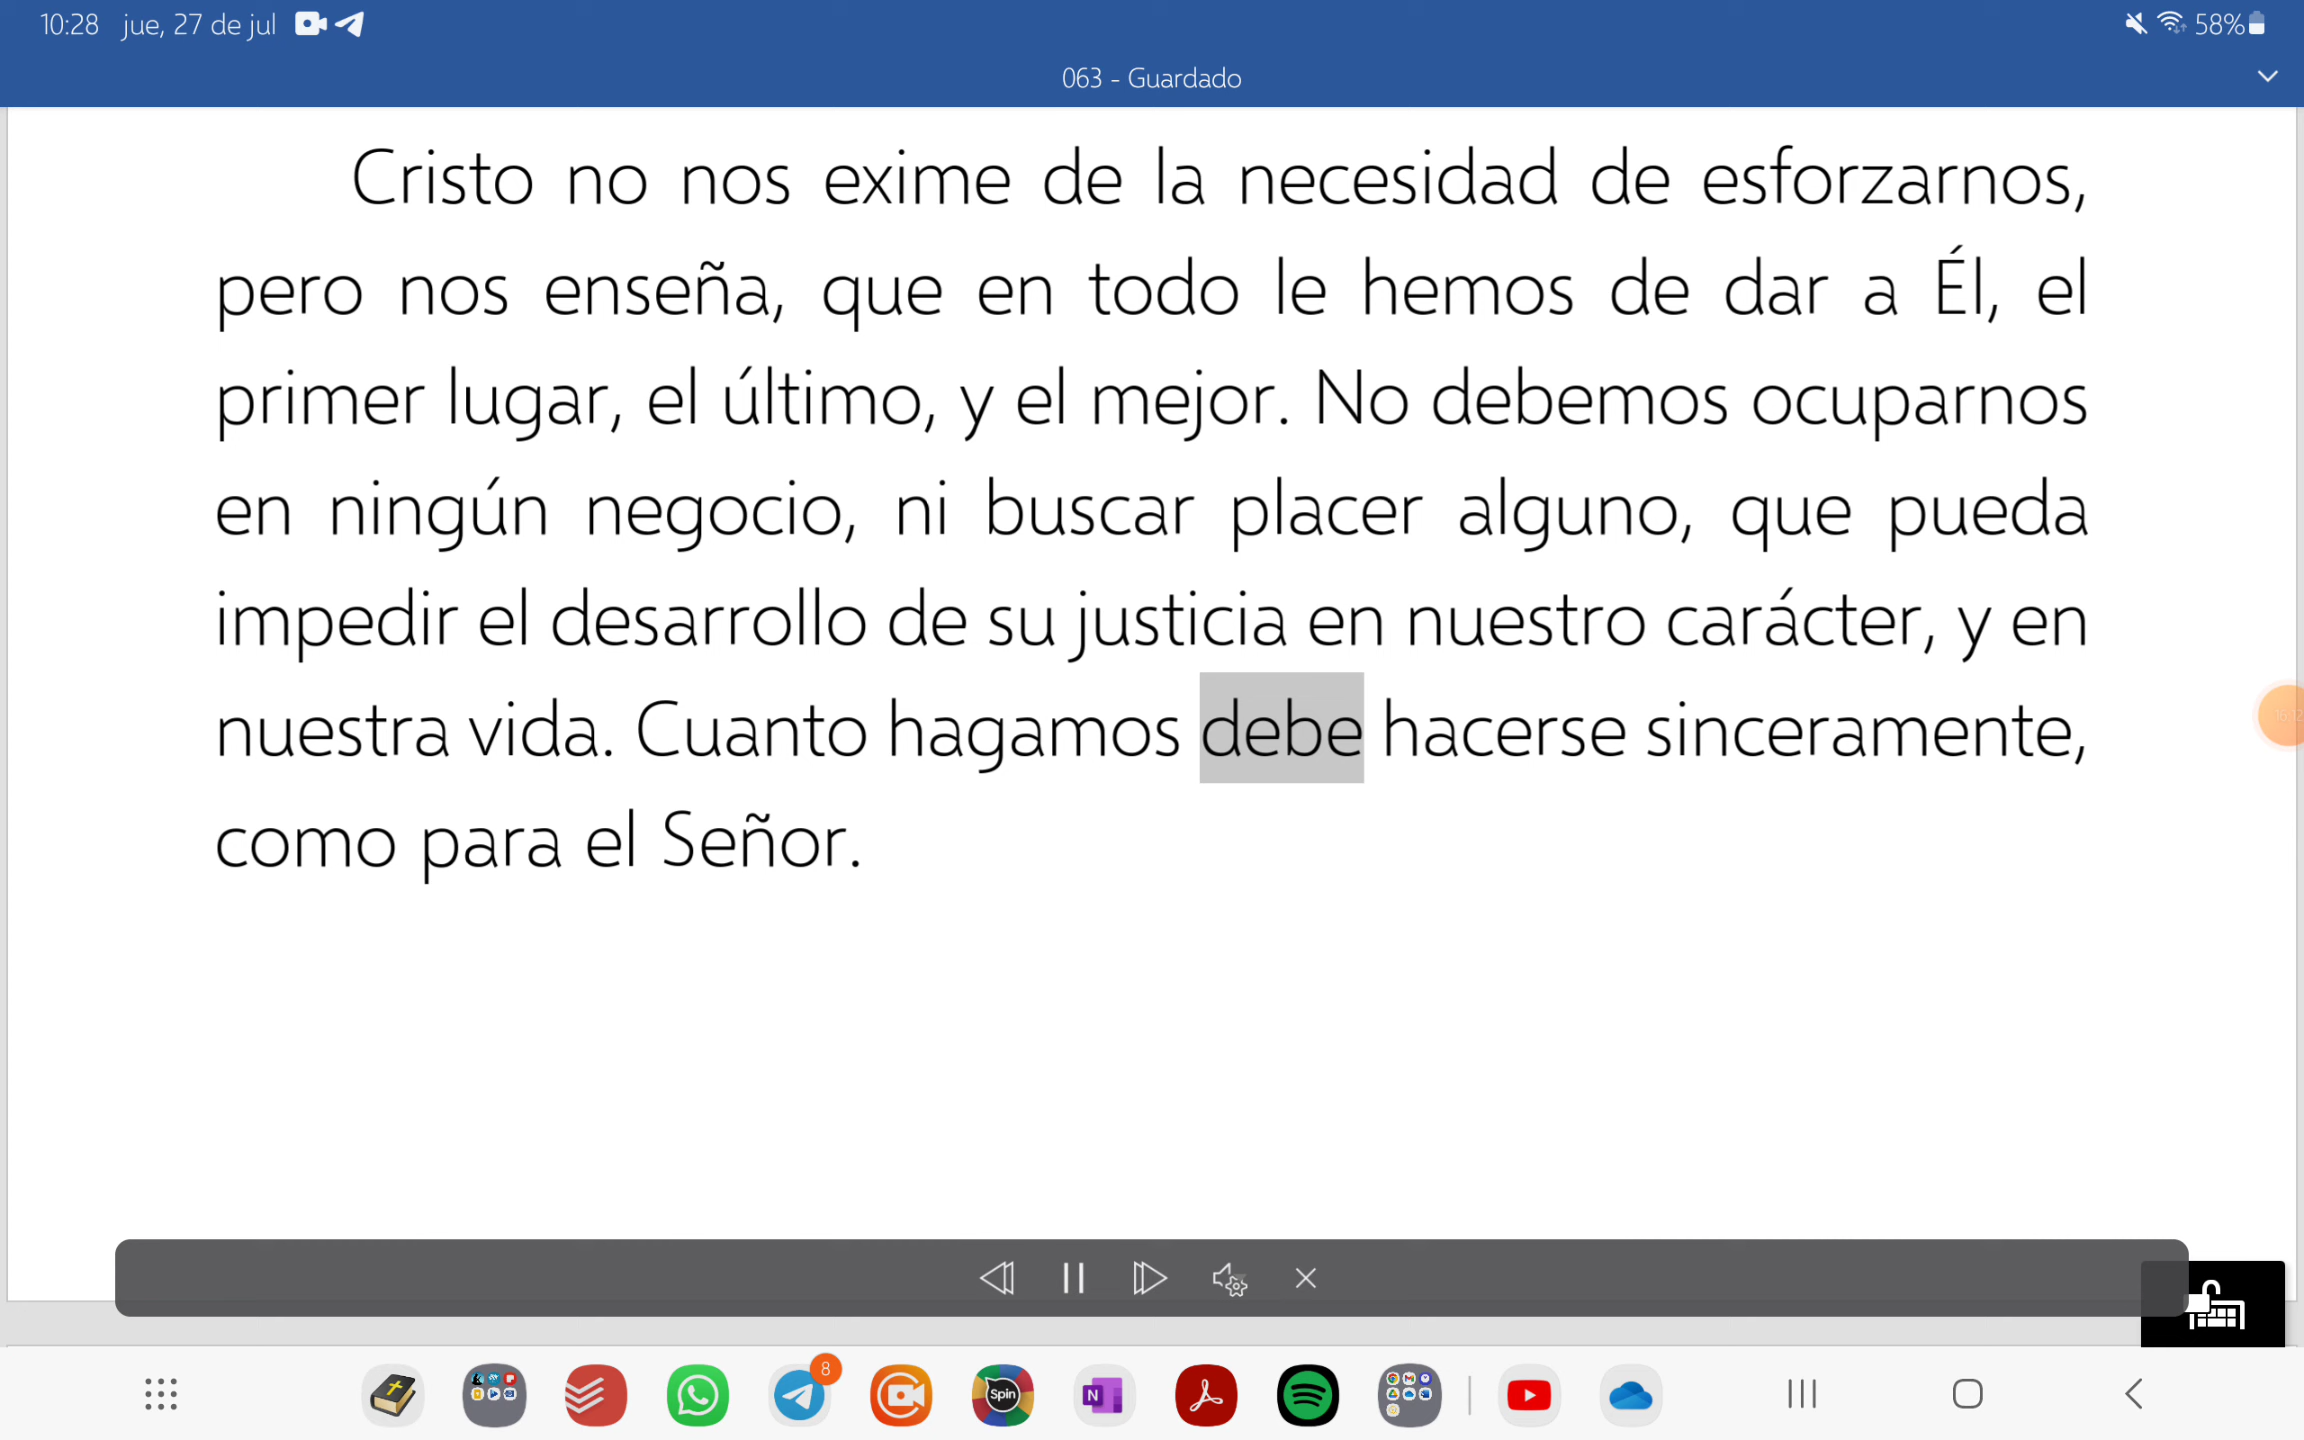 10:28 jue, 27 de jul 58%
063 - Guardado
Cristo no nos exime de la necesidad de esforzarnos,
pero nos enseña, que en todo le hemos de dar a Él, el
primer lugar, el último, y el mejor. No debemos ocuparnos
en ningún negocio, ni buscar placer alguno, que pueda
impedir el desarrollo de su justicia en nuestro carácter, y en
nuestra vida. Cuanto hagamos debe hacerse sinceramente,
como para el Señor.
8
Spin
N